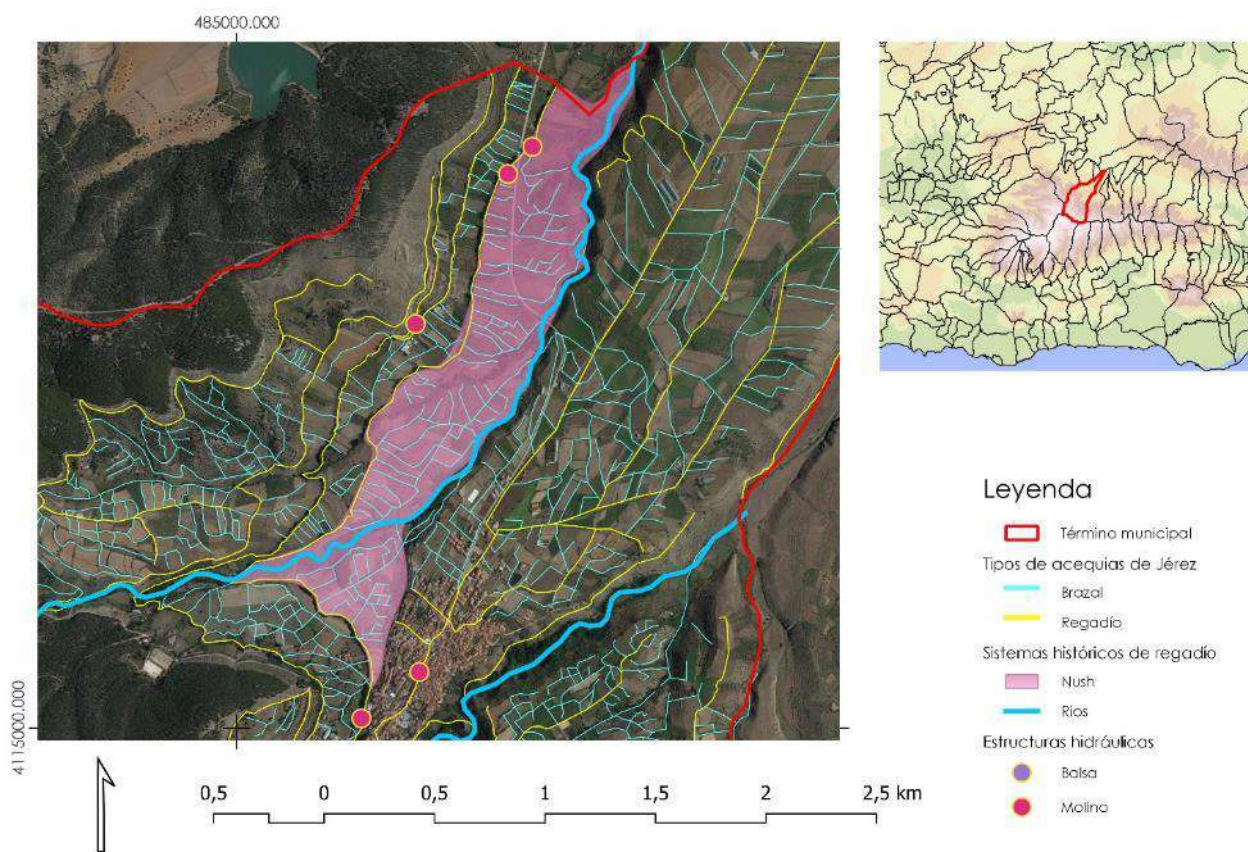 485000.000
4115000.000
0,5 0 0,5 1 1,5 2 2,5 km
Leyenda
Término municipal
Tipos de acequias de Jérez
Brazal
Regadío
Sistemas históricos de regadío
Nush
Rios
Estructuras hidráulicas
Balsa
Molino